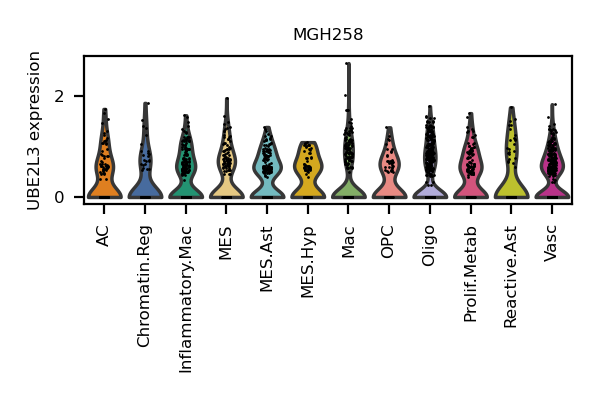 MGH258
UBE2L3 expression
2
0
AC
Chromatin.Reg
Inflammatory.Mac
MES
MES.Ast
MES.Hyp
Mac
OPC
Oligo
Prolif.Metab
Reactive.Ast
Vasc